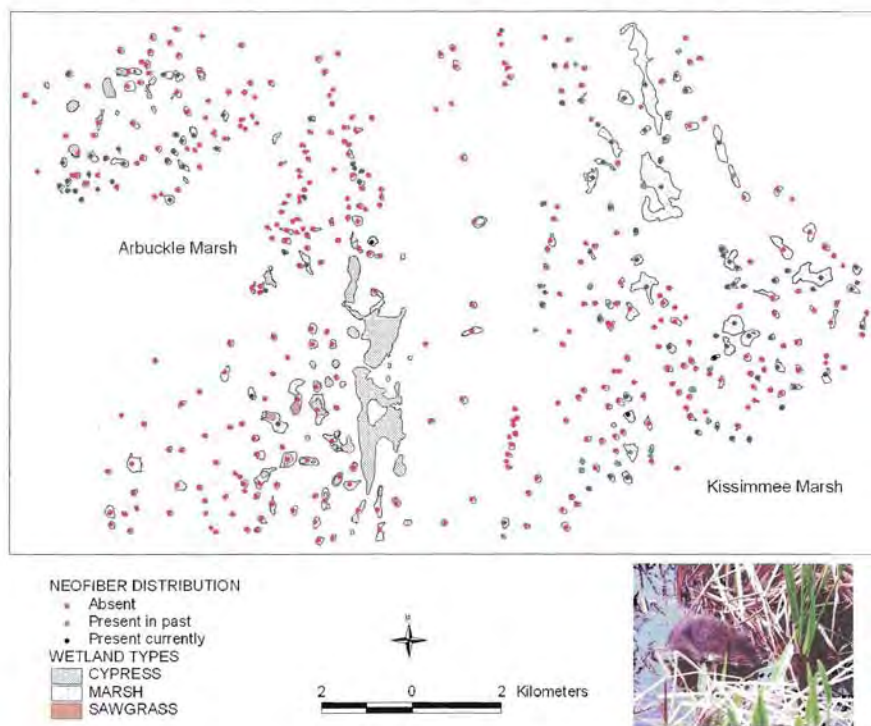 Arbuckle Marsh
Kissimmee Marsh
NEOFIBER DISTRIBUTION
Absent
Present in past
Present currently
WETLAND TYPES
CYPRESS
MARSH
SAWGRASS
N
2 0 2 Kilometers